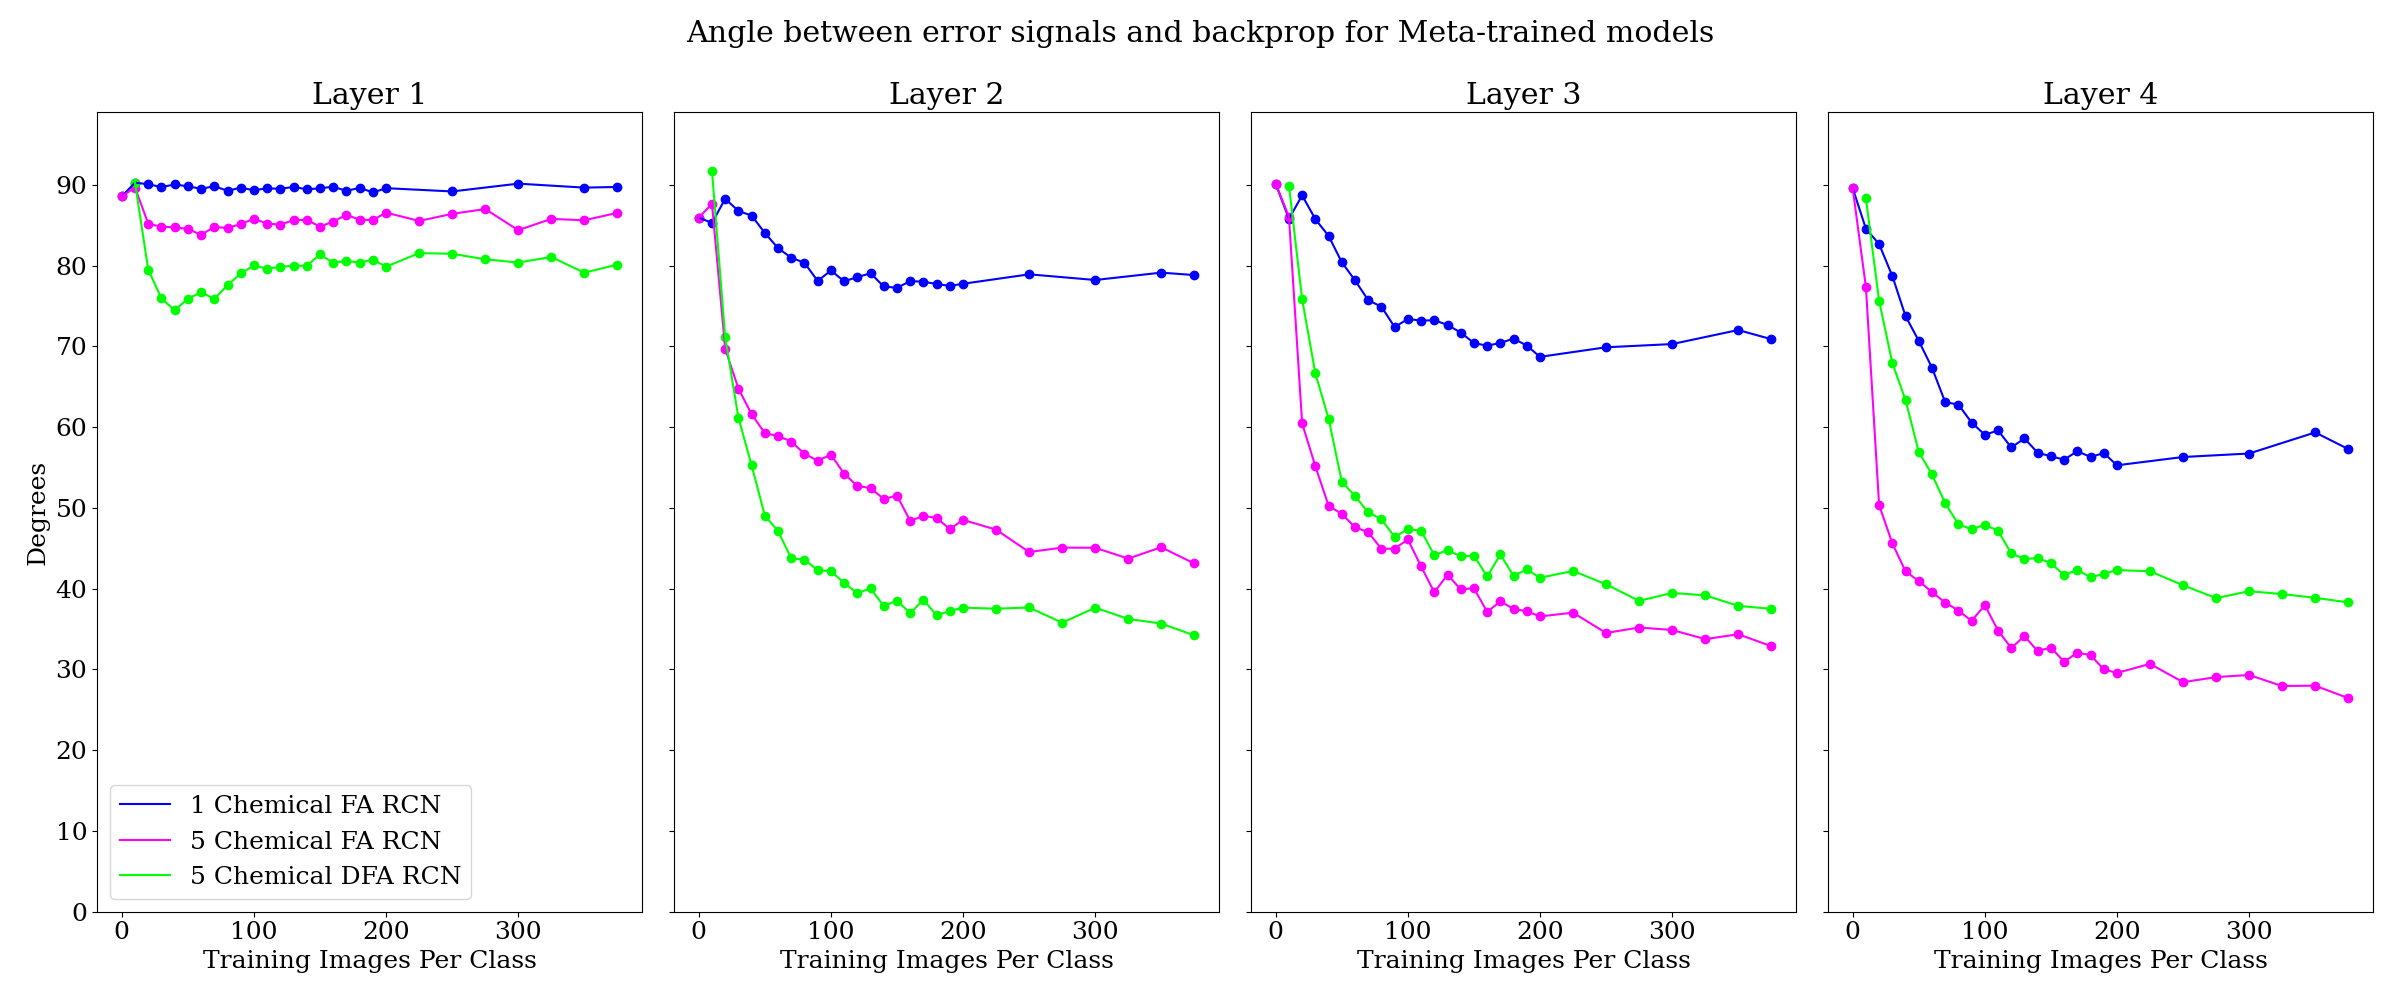 Angle between error signals and backprop for Meta-trained models
Layer 1
Layer 2
Layer 3
Layer 4
Degrees
90
80
70
60
50
40
30
20
10
0
1 Chemical FA RCN
5 Chemical FA RCN
5 Chemical DFA RCN
0 100 200 300
0 100 200 300
0 100 200 300
0 100 200 300
Training Images Per Class
Training Images Per Class
Training Images Per Class
Training Images Per Class